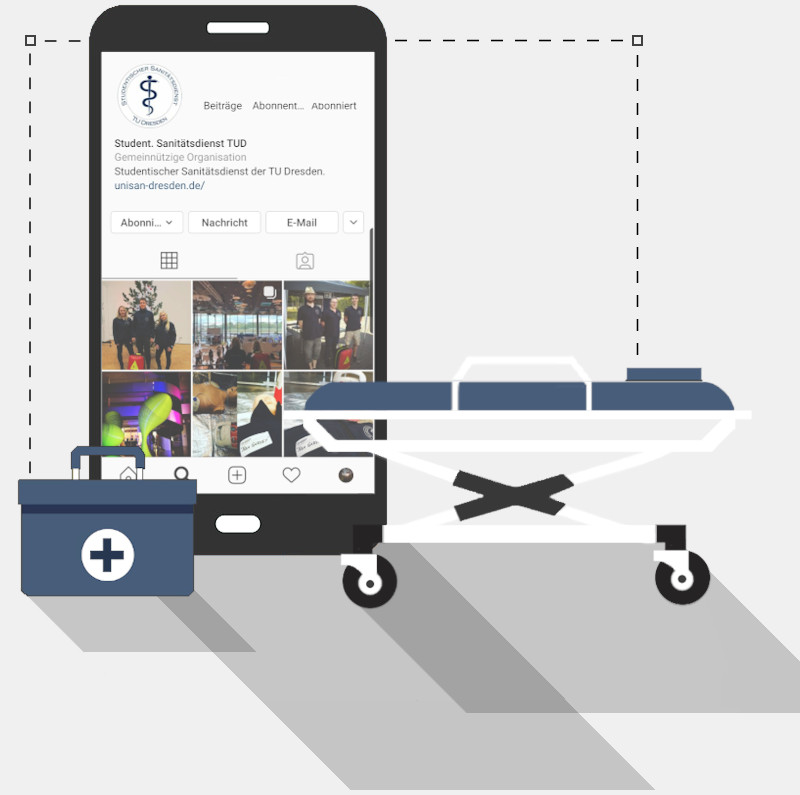 STUDENTISCHER SANITÄTSDIENST
TU DRESDEN
Beiträge Abonnent... Abonniert
Student. Sanitätsdienst TUD
Gemeinnützige Organisation
Studentischer Sanitätsdienst der TU Dresden.
unisan-dresden.de/
Abonni... Nachricht E-Mail